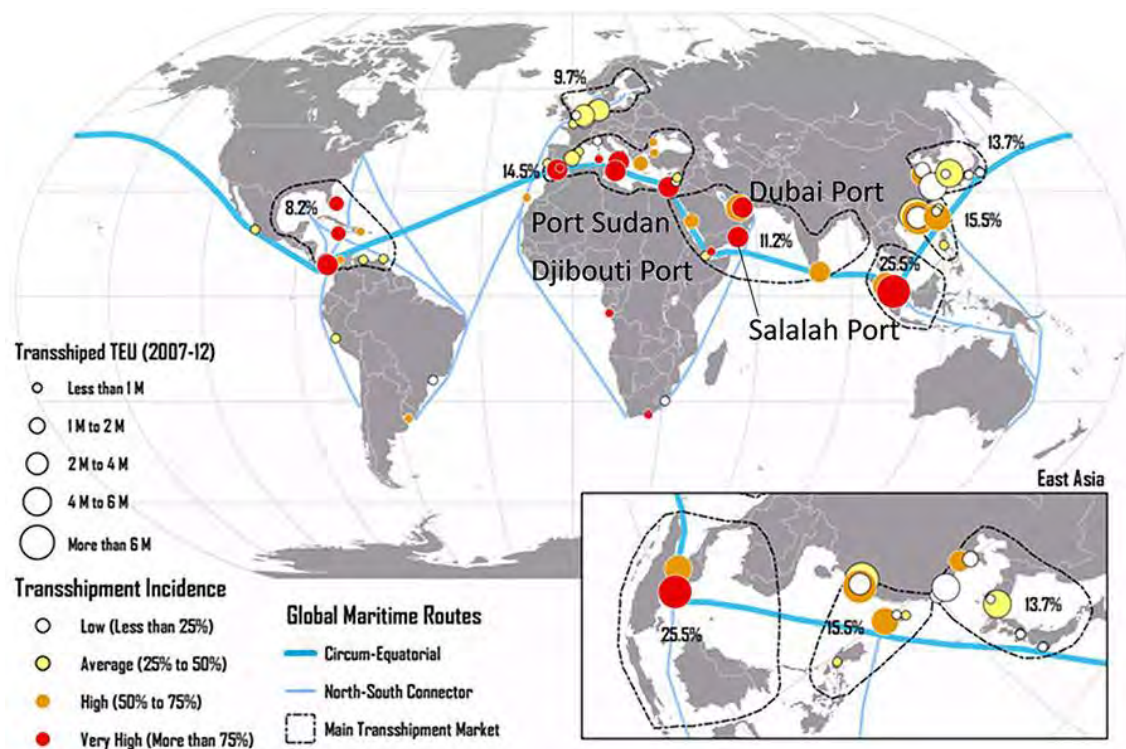 9.7%
13.7%
14.5%
8.2%
Dubai Port
Port Sudan
11.2%
15.5%
Djibouti Port
25.5%
Salalah Port
Transshiped TEU (2007-12)
Less than 1 M
1 M to 2 M
2 M to 4 M
4 M to 6 M
More than 6 M
Transshipment Incidence
Low (Less than 25%)
Average (25% to 50%)
High (50% to 75%)
Very High (More than 75%)
Global Maritime Routes
Circum-Equatorial
North-South Connector
Main Transshipment Market
East Asia
13.7%
15.5%
25.5%